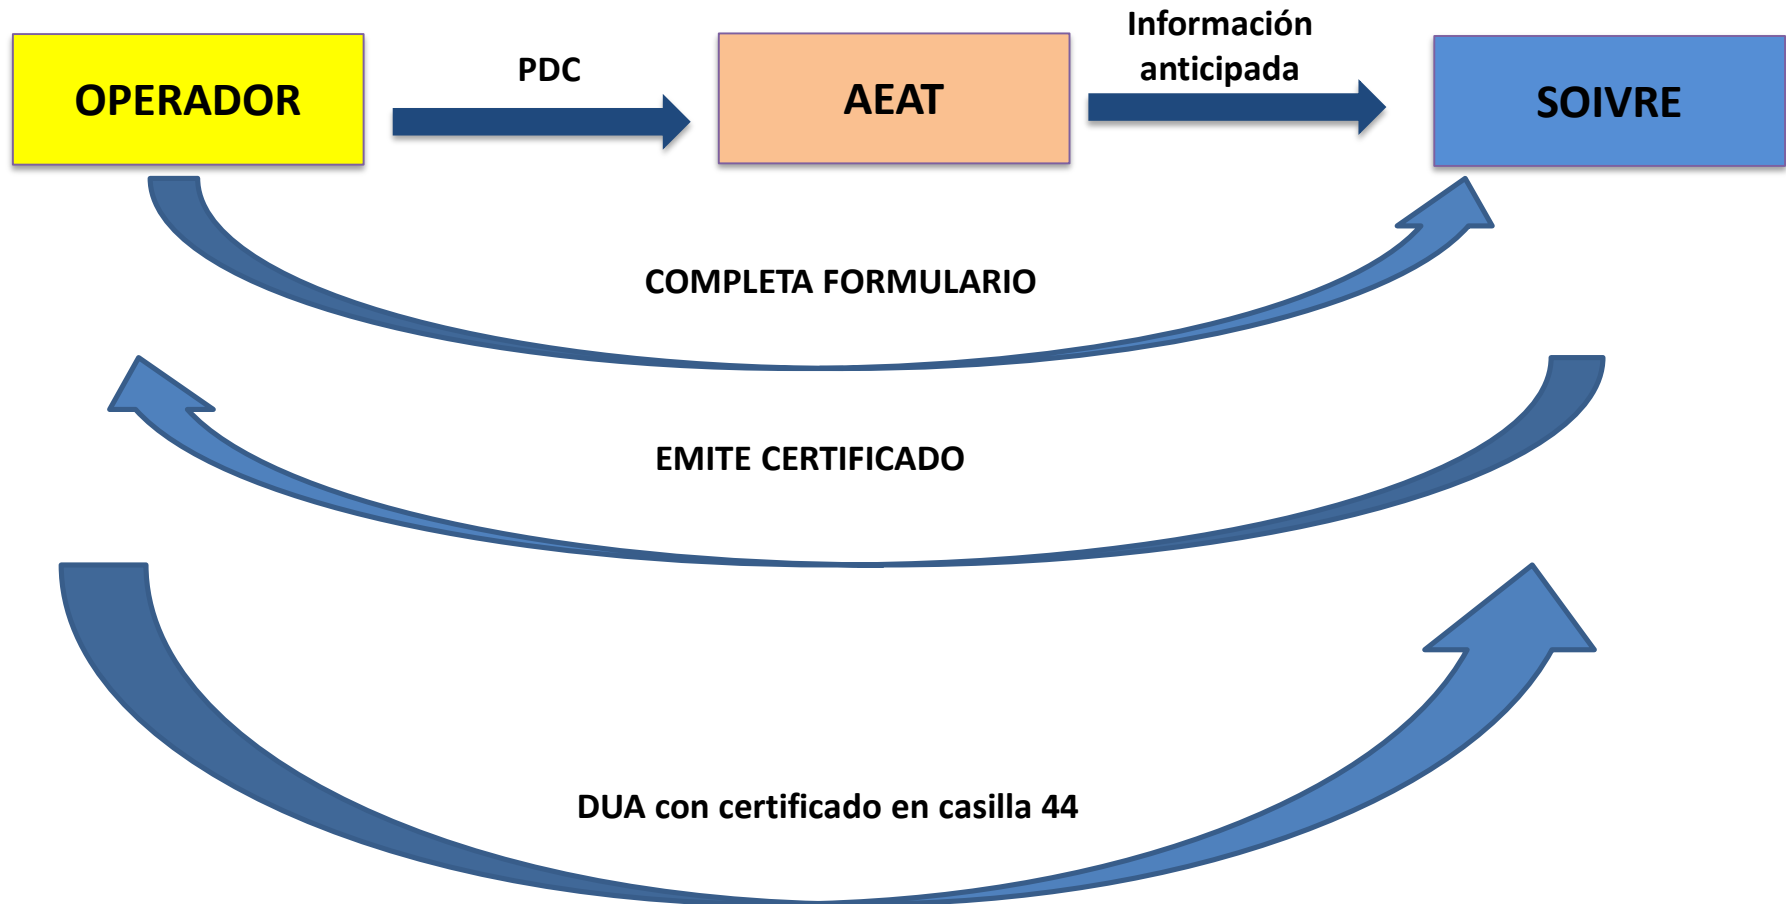 OPERADOR
PDC
AEAT
Información
anticipada
SOIVRE
COMPLETA FORMULARIO
EMITE CERTIFICADO
DUA con certificado en casilla 44